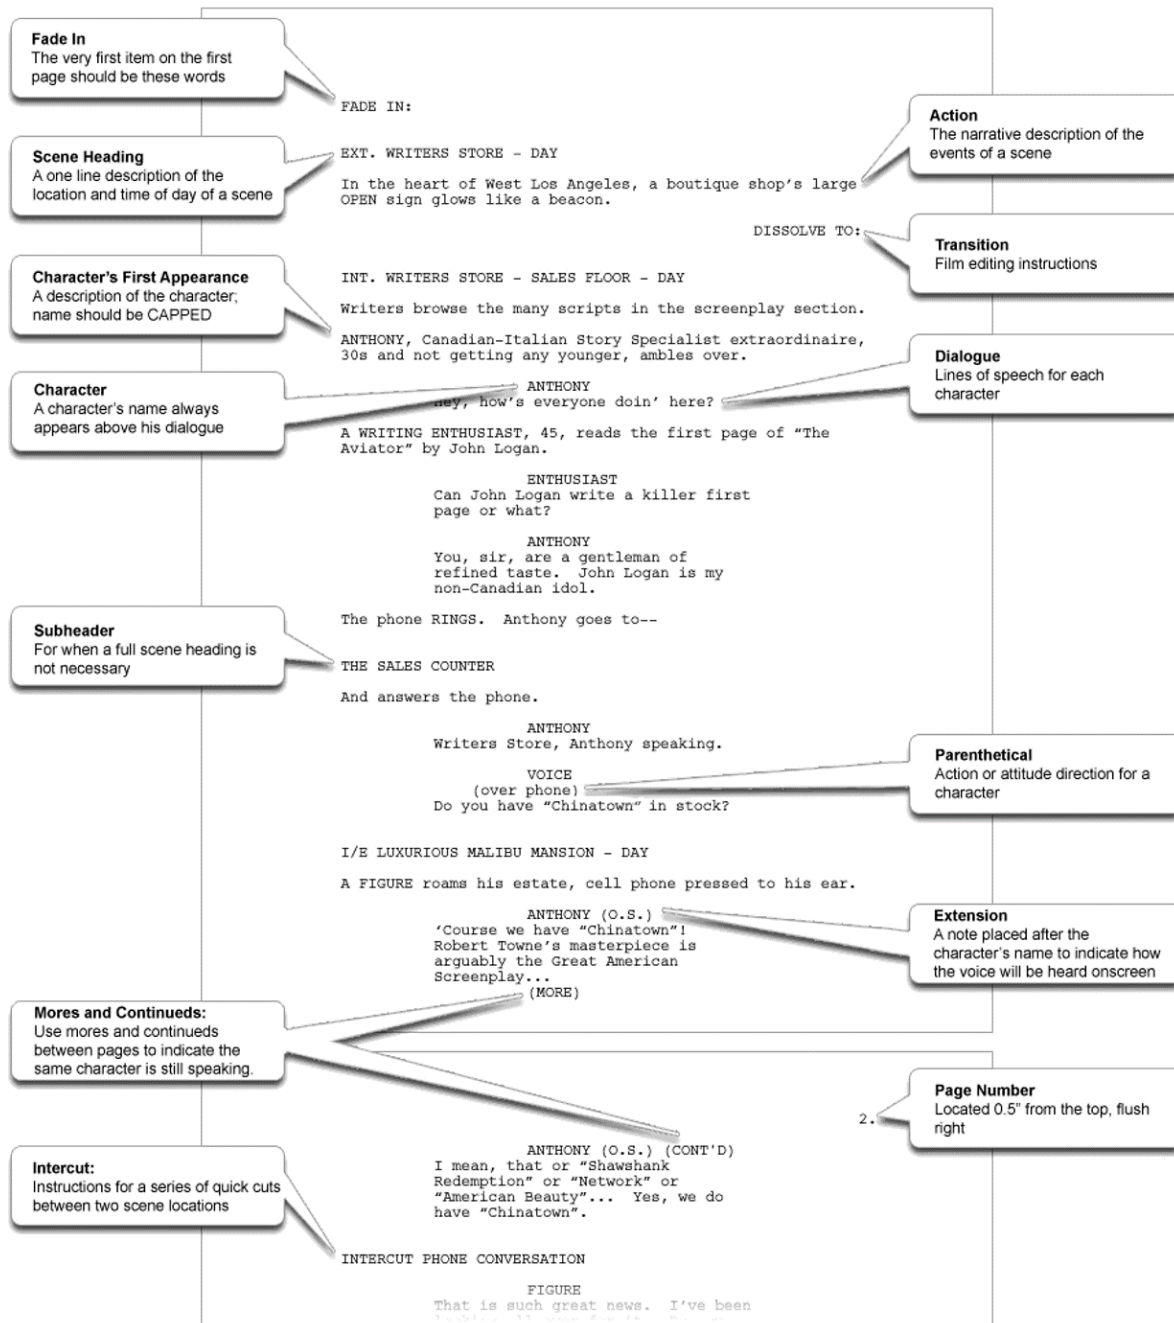 Fade In
The very first item on the first
page should be these words
FADE IN:
Action
The narrative description of the
events of a scene
Scene Heading
A one line description of the
location and time of day of a scene
EXT. WRITERS STORE - DAY
In the heart of West Los Angeles, a boutique shop's large
OPEN sign glows like a beacon.
DISSOLVE TO:
Transition
Film editing instructions
Character's First Appearance
A description of the character;
name should be CAPPED
INT. WRITERS STORE - SALES FLOOR - DAY
Writers browse the many scripts in the screenplay section.
ANTHONY, Canadian-Italian Story Specialist extraordinaire,
30s and not getting any younger, ambles over.
Dialogue
Lines of speech for each
character
Character
A character's name always
appears above his dialogue
ANTHONY
Hey, how's everyone doin' here?
A WRITING ENTHUSIAST, 45, reads the first page of “The
Aviator” by John Logan.
ENTHUSIAST
Can John Logan write a killer first
page or what?
ANTHONY
You, sir, are a gentleman of
refined taste.  John Logan is my
non-Canadian idol.
The phone RINGS.  Anthony goes to--
Subheader
For when a full scene heading is
not necessary
THE SALES COUNTER
And answers the phone.
ANTHONY
Writers Store, Anthony speaking.
VOICE
(over phone)
Do you have “Chinatown” in stock?
Parenthetical
Action or attitude direction for a
character
I/E LUXURIOUS MALIBU MANSION - DAY
A FIGURE roams his estate, cell phone pressed to his ear.
ANTHONY (O.S.)
‘Course we have “Chinatown”!
Robert Towne's masterpiece is
arguably the Great American
Screenplay...
(MORE)
Extension
A note placed after the
character's name to indicate how
the voice will be heard onscreen
Mores and Continueds:
Use mores and continueds
between pages to indicate the
same character is still speaking.
Page Number
Located 0.5” from the top, flush
right
2.
ANTHONY (O.S.) (CONT'D)
I mean, that or “Shawshank
Redemption” or “Network” or
“American Beauty”...  Yes, we do
have “Chinatown”.
Intercut:
Instructions for a series of quick cuts
between two scene locations
INTERCUT PHONE CONVERSATION
FIGURE
That is such great news.  I've been